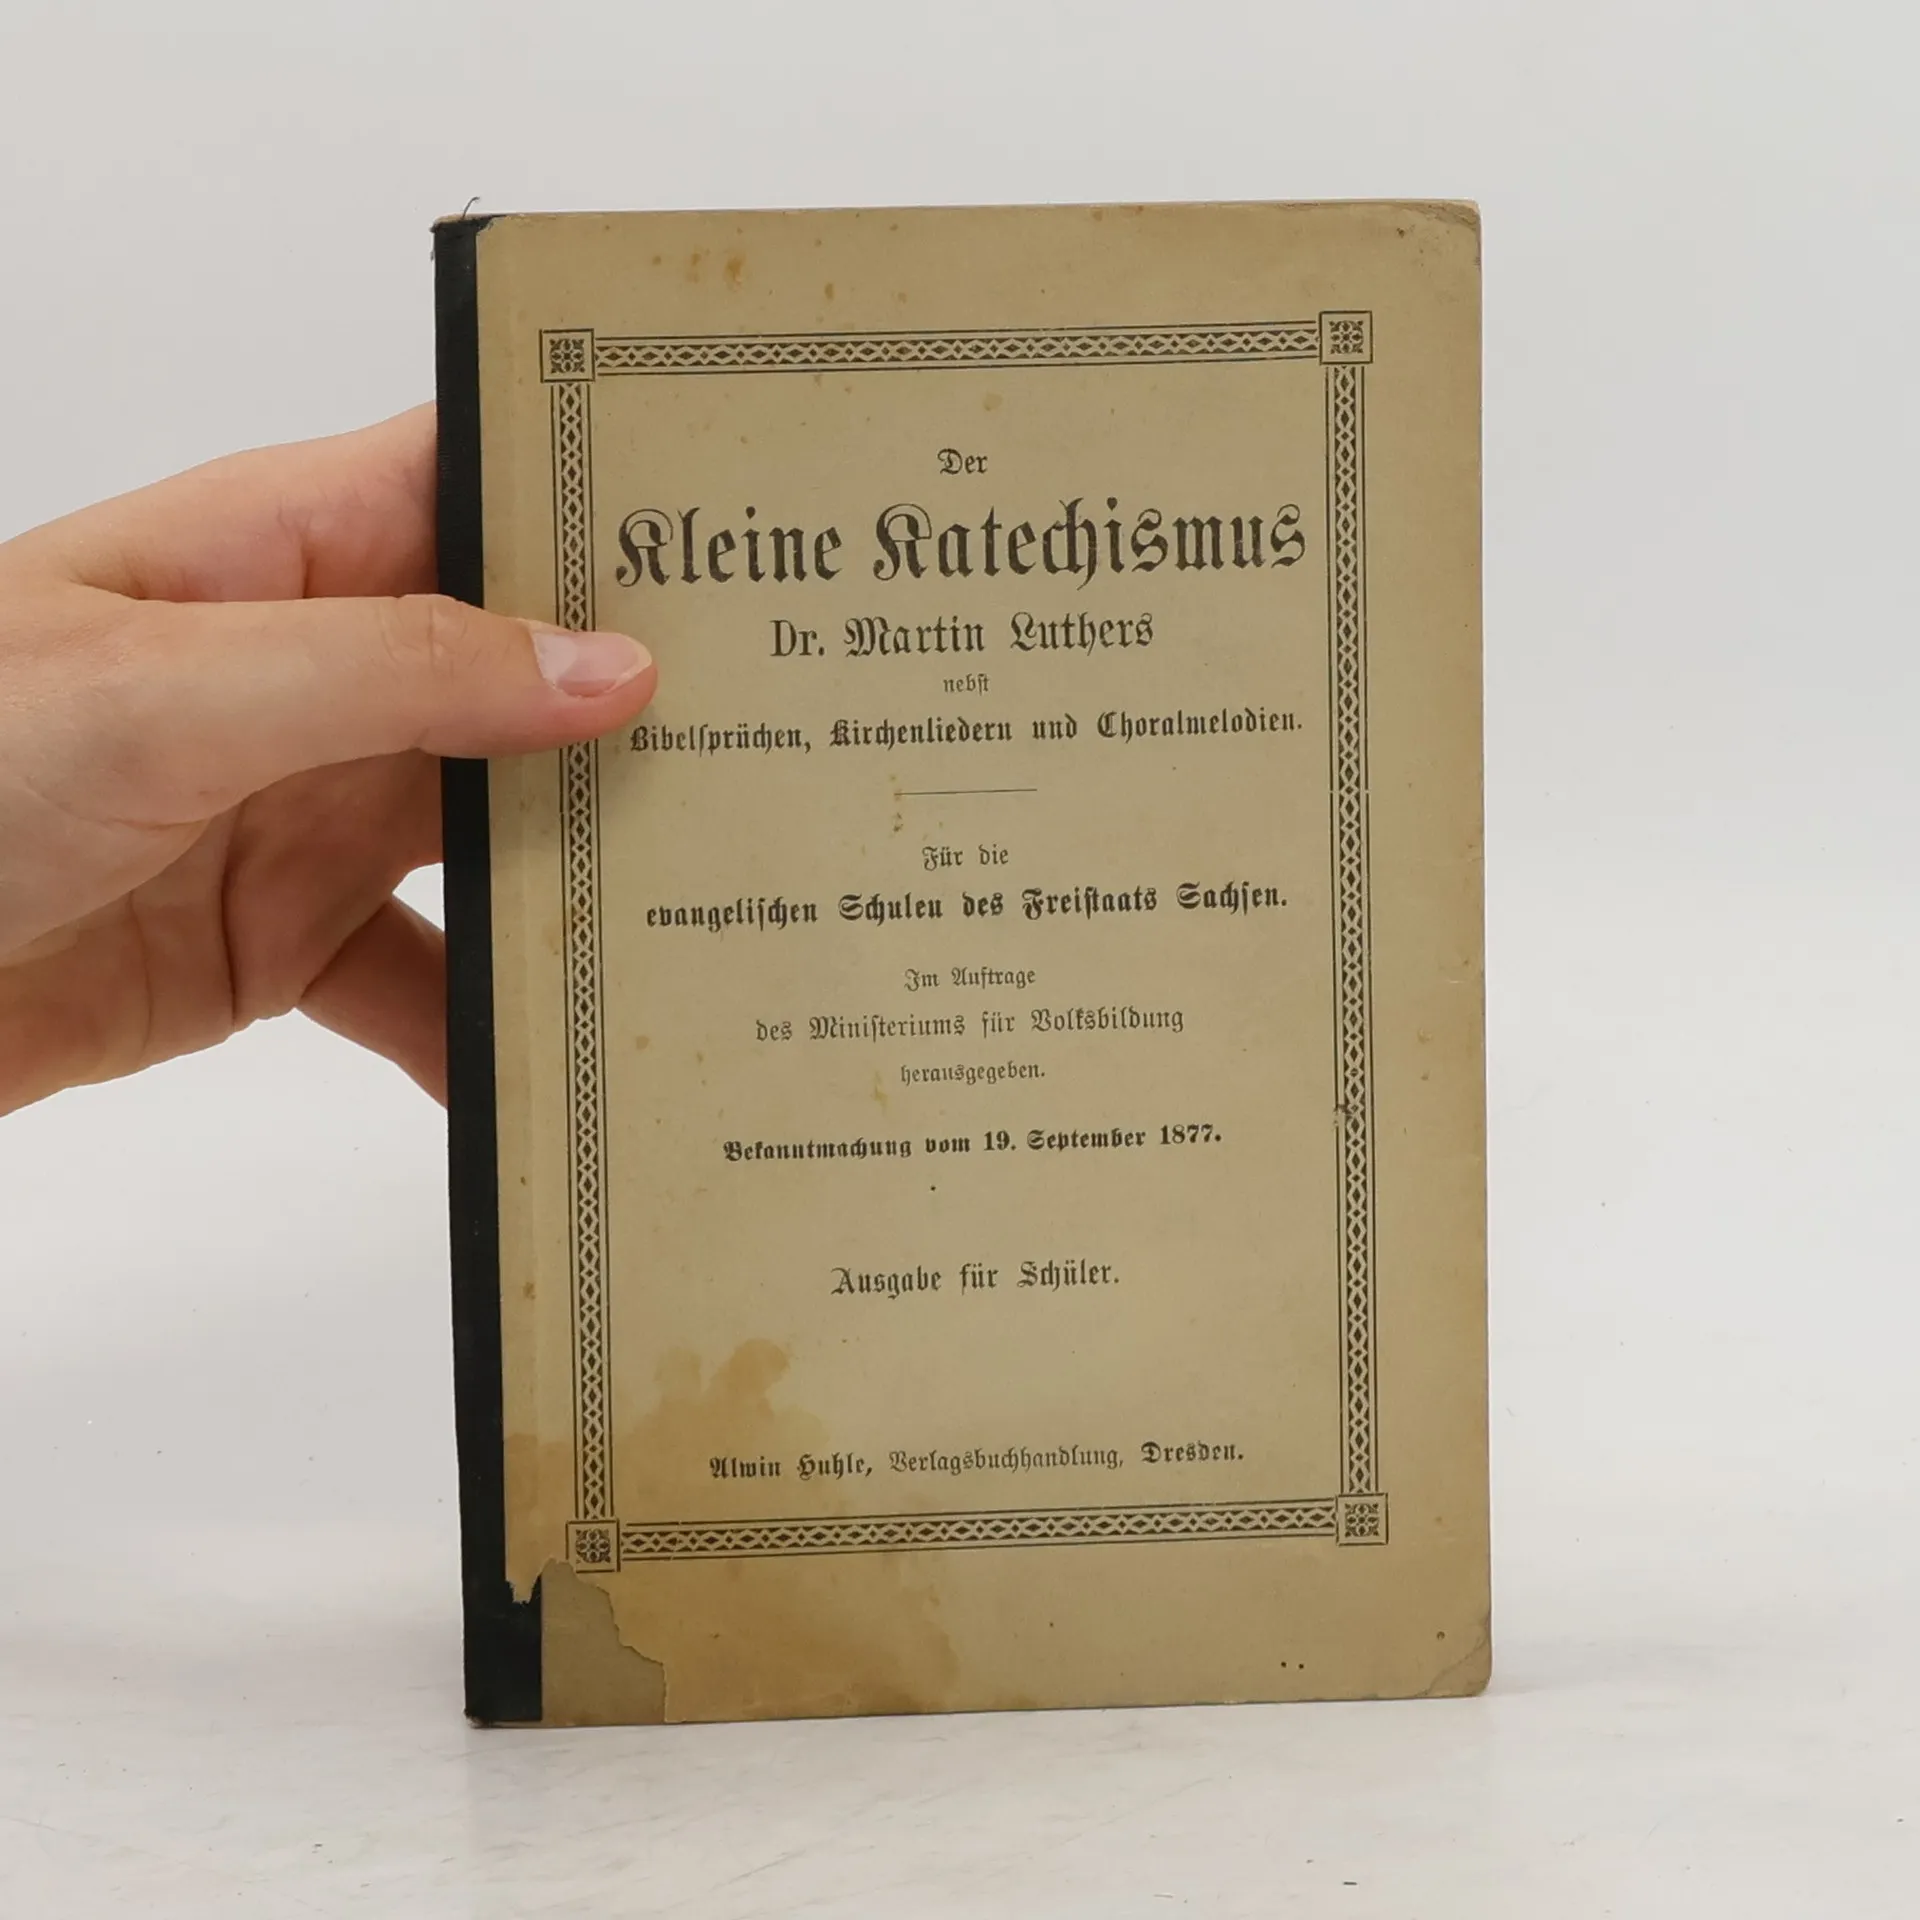 Der
Kleine Katechismus
Dr. Martin Luthers
nebſt
Bibelſprüchen, Kirchenliedern und Choralmelodien.
Für die
evangeliſchen Schulen des Freiſtaats Sachſen.
Im Auftrage
des Miniſteriums für Volksbildung
herausgegeben.
Bekanntmachung vom 19. September 1877.
Ausgabe für Schüler.
Alwin Huhle, Verlagsbuchhandlung, Dresden.